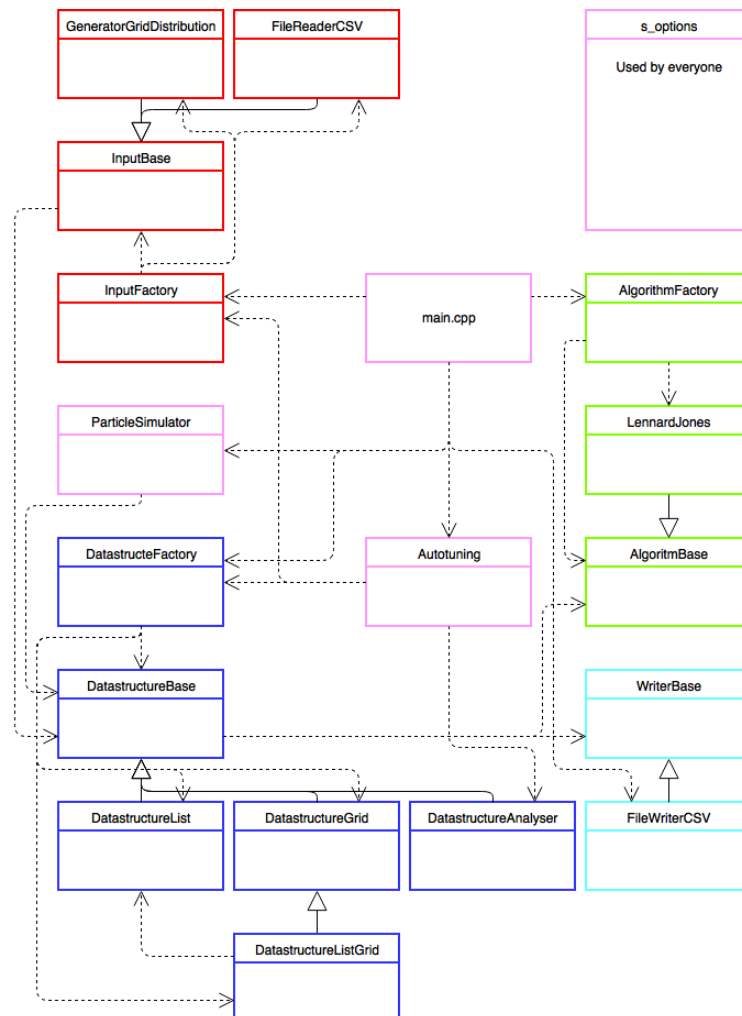 GeneratorGridDistribution
FileReaderCSV
s_options
Used by everyone
InputBase
InputFactory
main.cpp
AlgorithmFactory
ParticleSimulator
LennardJones
DatastructeFactory
Autotuning
AlgoritmBase
DatastructureBase
WriterBase
DatastructureList
DatastructureGrid
DatastructureAnalyser
FileWriterCSV
DatastructureListGrid